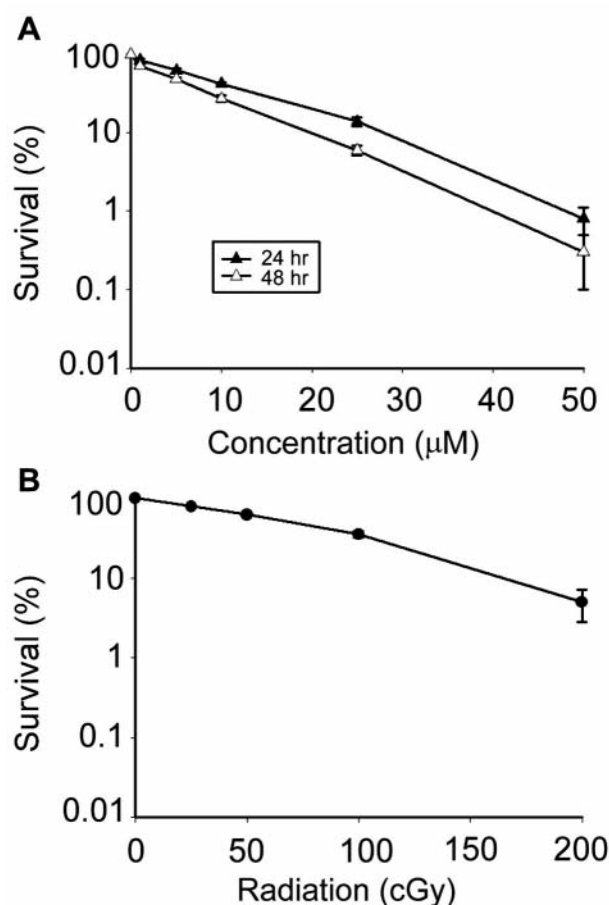 A
Survival (%)
100
10
1
0.1
0.01
24 hr
48 hr
0 10 20 30 40 50
Concentration (μM)
B
Survival (%)
100
10
1
0.1
0.01
0 50 100 150 200
Radiation (cGy)